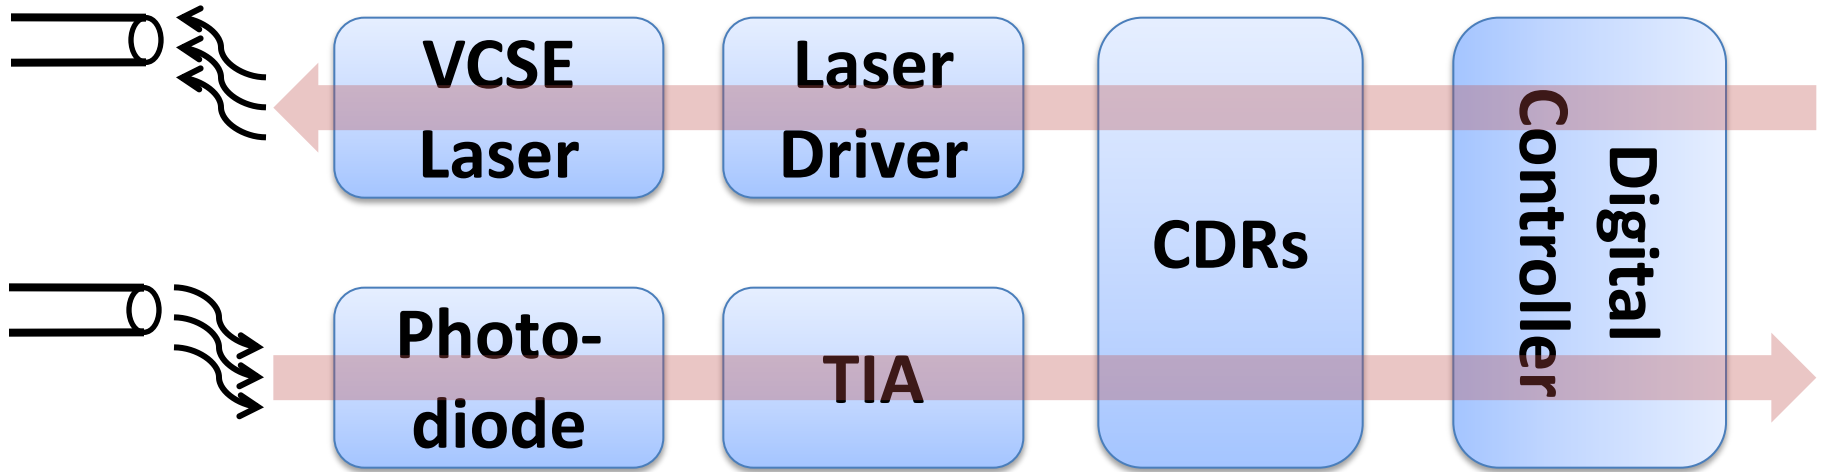 VCSE
Laser
Laser
Driver
CDRs
Digital
Controller
Photo-
diode
TIA